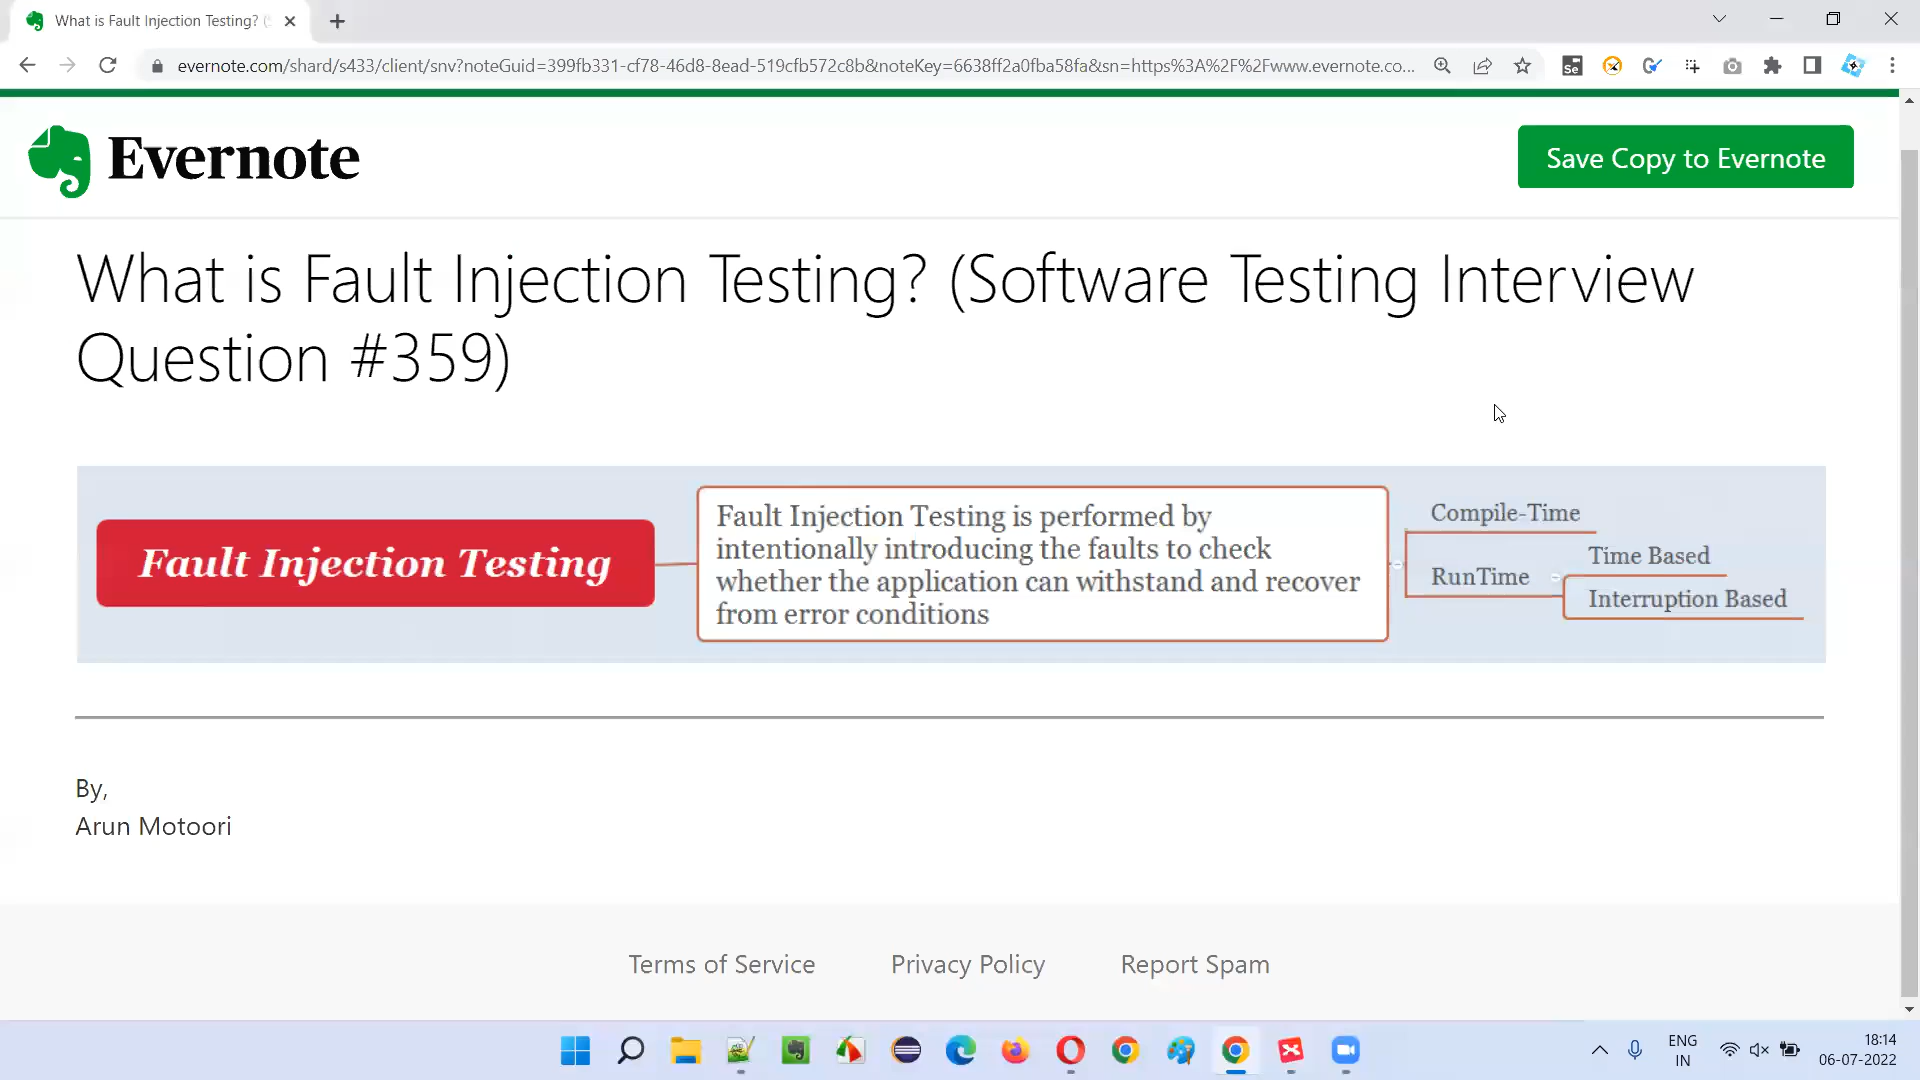 What is Fault Injection Testing? (
evernote.com/shard/s433/client/snv?noteGuid=399fb331-cf78-46d8-8ead-519cfb572c8b&noteKey=6638ff2a0fba58fa&sn=https%3A%2F%2Fwww.evernote.co...
Evernote
Save Copy to Evernote
What is Fault Injection Testing? (Software Testing Interview
Question #359)
Fault Injection Testing
Fault Injection Testing is performed by
intentionally introducing the faults to check
whether the application can withstand and recover
from error conditions
Compile-Time
RunTime
Time Based
Interruption Based
By,
Arun Motoori
Terms of Service
Privacy Policy
Report Spam
ENG
IN
18:14
06-07-2022